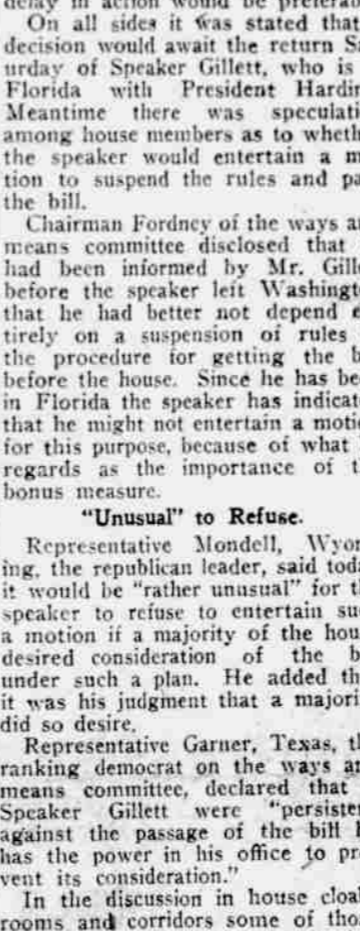 delay in action would be preferab
On all sides it was stated that
decision would await the return Sa
urday of Speaker Gillett, who is
Florida with President Hardin
Meantime there was speculati
among house members as to wheth
the speaker would entertain a m
tion to suspend the rules and pa
the bill.
Chairman Fordney of the ways a
means committee disclosed that
had been informed by Mr. Gille
before the speaker left Washingt
that he had better not depend e
tirely on a suspension of rules
the procedure for getting the b
before the house. Since he has be
in Florida the speaker has indicat
that he might not entertain a moti
for this purpose, because of what
regards as the importance of t
bonus measure.
"Unusual" to Refuse.
Representative Mondell, Wyo
ing, the republican leader, said tod
it would be "rather unusual" for t
speaker to refuse to entertain su
a motion if a majority of the hou
desired consideration of the b
under such a plan. He added th
it was his judgment that a majori
did so desire.
Representative Garner, Texas, t
ranking democrat on the ways a
means committee, declared that
Speaker Gillett were "persiste
against the passage of the bill h
has the power in his office to pr
vent its consideration."
In the discussion in house cloa
rooms and corridors some of tho